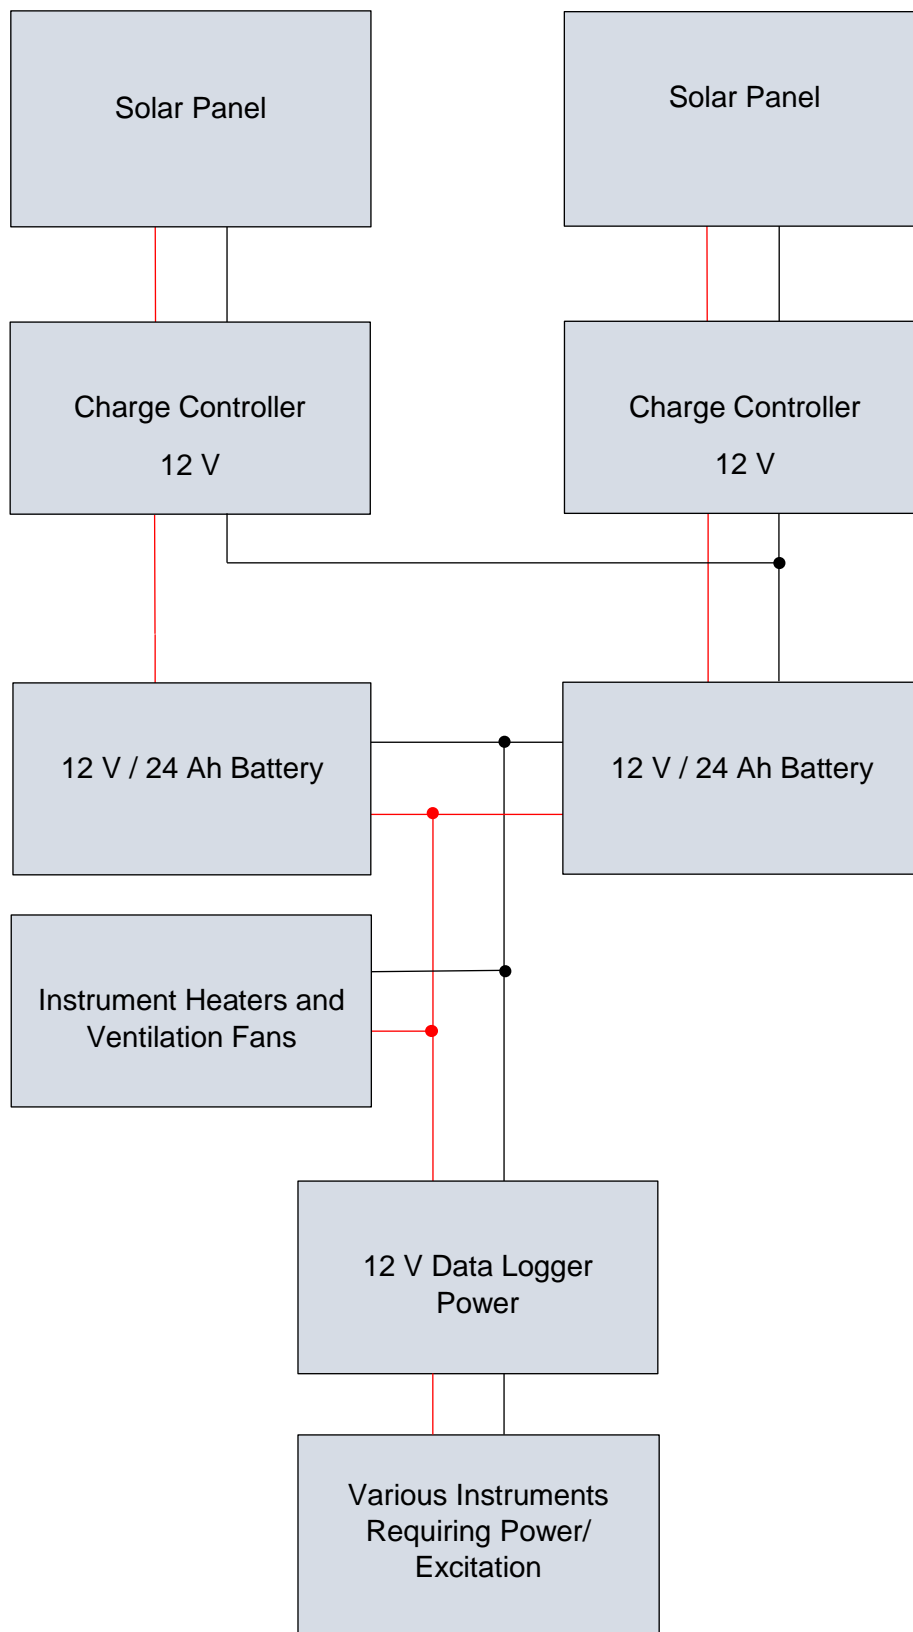 Solar Panel
Solar Panel
Charge Controller
12 V
Charge Controller
12 V
12 V / 24 Ah Battery
12 V / 24 Ah Battery
Instrument Heaters and
Ventilation Fans
12 V Data Logger
Power
Various Instruments
Requiring Power/
Excitation